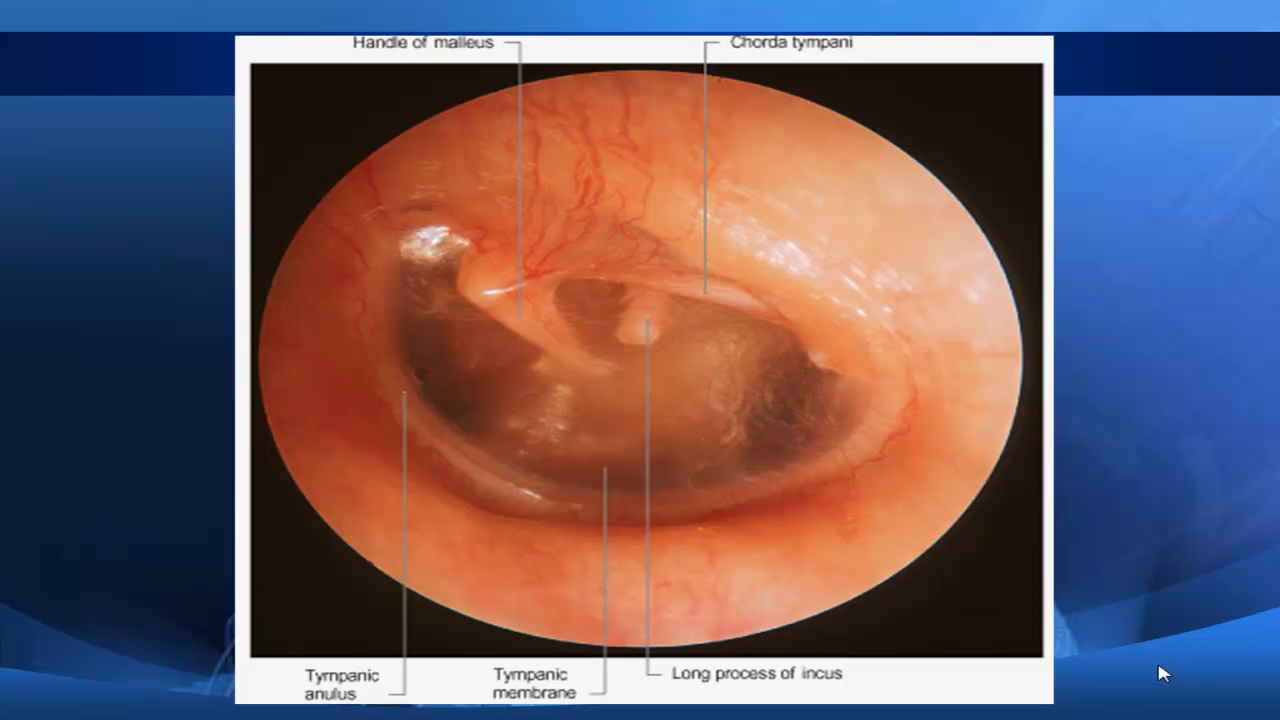 Handle of malleus
Chorda tympani
Tympanic
anulus
Tympanic
membrane
Long process of incus